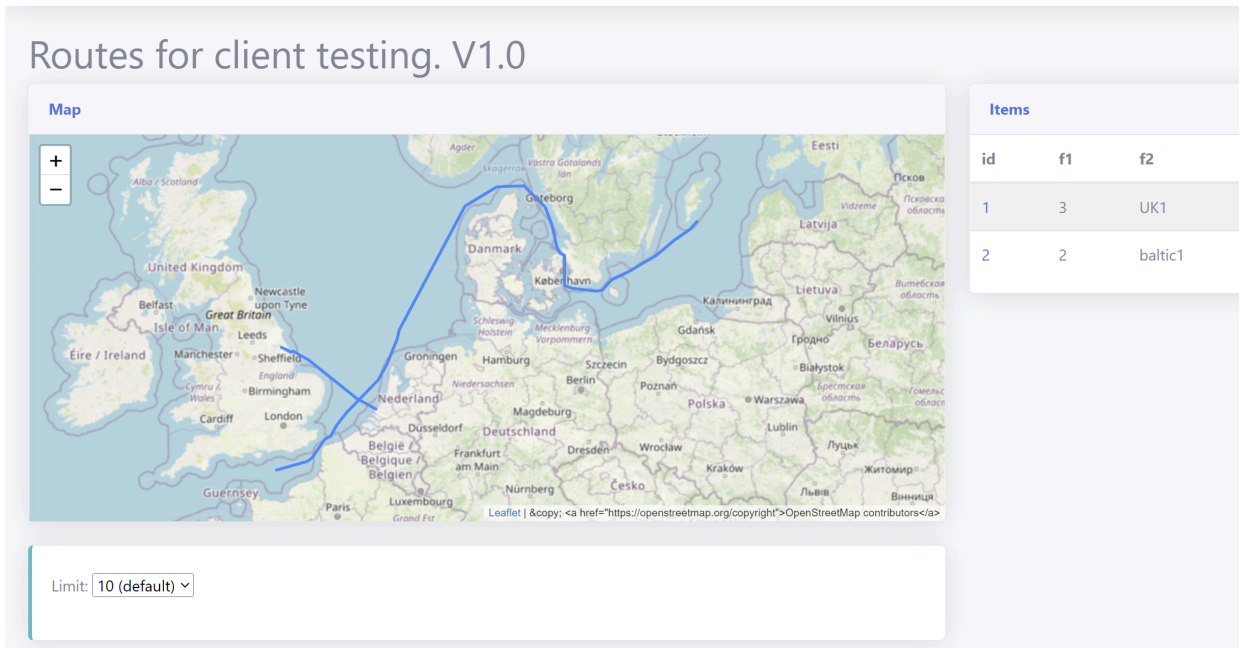 Routes for client testing. V1.0
Map
Items
+
−
id f1 f2
1 3 UK1
2 2 baltic1
Agder
Skagerrak
Västra Götalands
län
Göteborg
Eesti
Псков
Псковска
область
Vidzeme
Latvija
Alba / Scotland
Danmark
København
United Kingdom
Newcastle
upon Tyne
Belfast
Great Britain
Isle of Man
Leeds
Éire / Ireland
Manchester
Sheffield
England
Cymru /
Wales
Birmingham
Cardiff
London
Guernsey
Schleswig-
Holstein
Mecklenburg-
Vorpommern
Калининград
Lietuva
Витебская
область
Vilnius
Gdańsk
Гродно
Беларусь
Groningen
Hamburg
Szczecin
Bydgoszcz
Białystok
Niedersachsen
Berlin
Poznań
Брестская
область
Гомельс
област
Nederland
Magdeburg
Polska
Warszawa
Düsseldorf
Deutschland
Lublin
België /
Belgique /
Belgien
Frankfurt
am Main
Dresden
Wrocław
Луцьк
Kraków
Житомир
Luxembourg
Nürnberg
Česko
Львів
Вінниця
Paris
Grand Est
Leaflet | &copy; <a href="https://openstreetmap.org/copyright">OpenStreetMap contributors</a>
Limit: 10 (default)